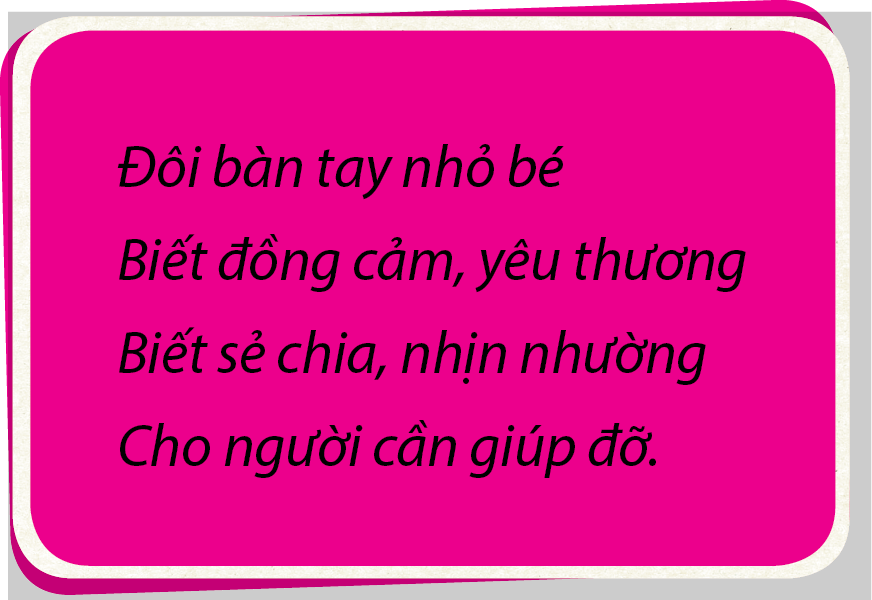 Đôi bàn tay nhỏ bé
Biết đồng cảm, yêu thương
Biết sẻ chia, nhịn nhường
Cho người cần giúp đỡ.